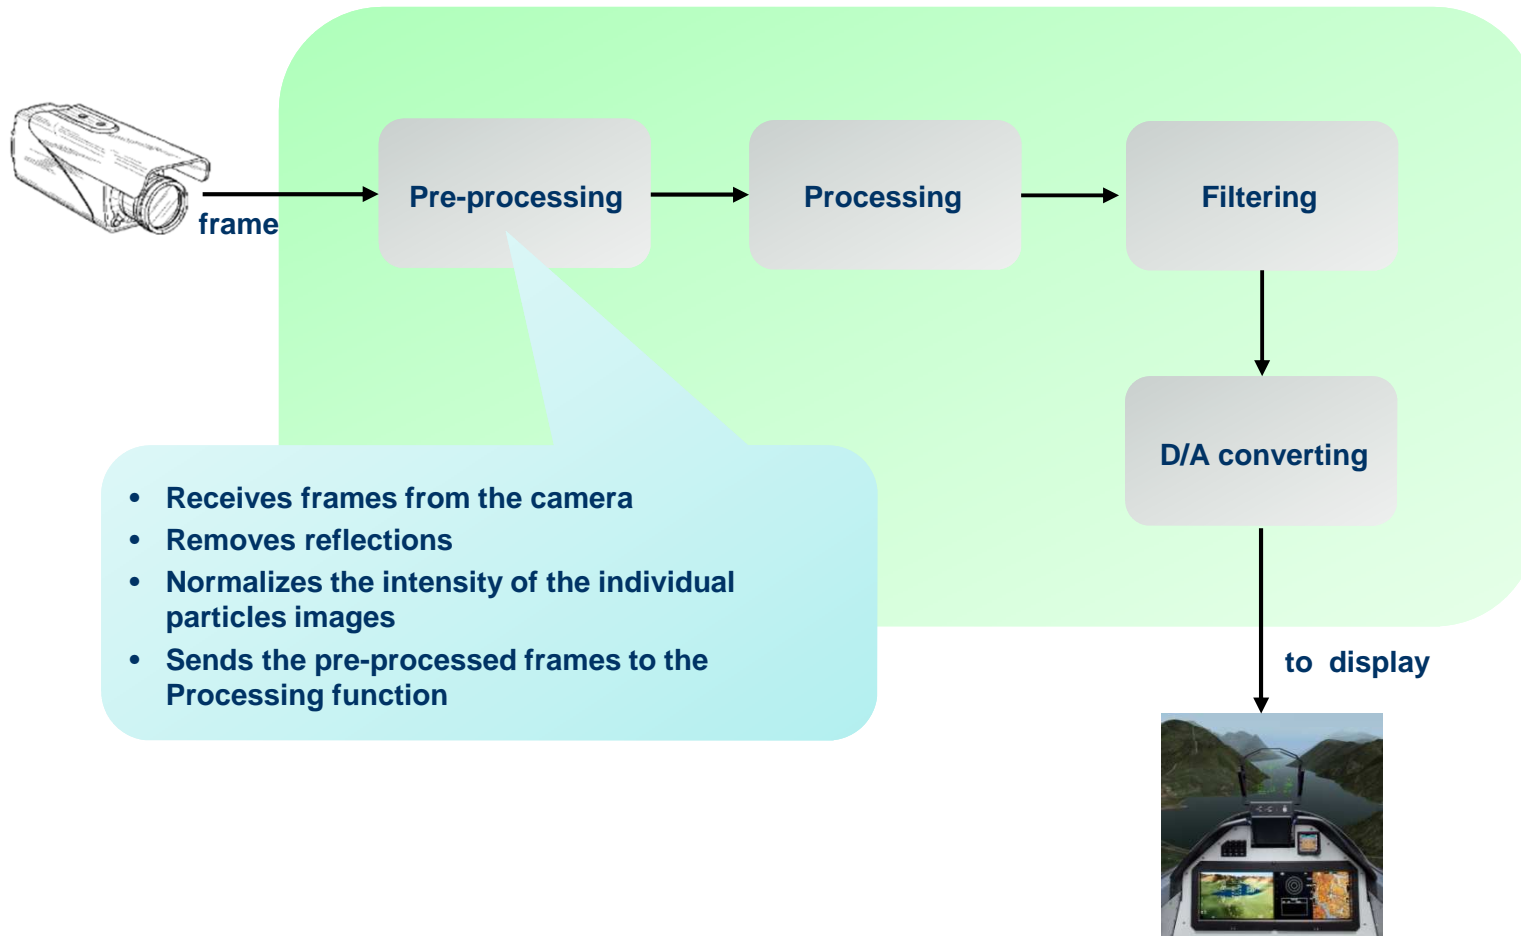 Pre-processing
Processing
Filtering
frame
D/A converting
• Receives frames from the camera
• Removes reflections
• Normalizes the intensity of the individual
particles images
• Sends the pre-processed frames to the
Processing function
to display